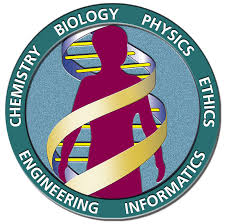 CHEMISTRY BIOLOGY PHYSICS ETHICS
ENGINEERING INFORMATICS